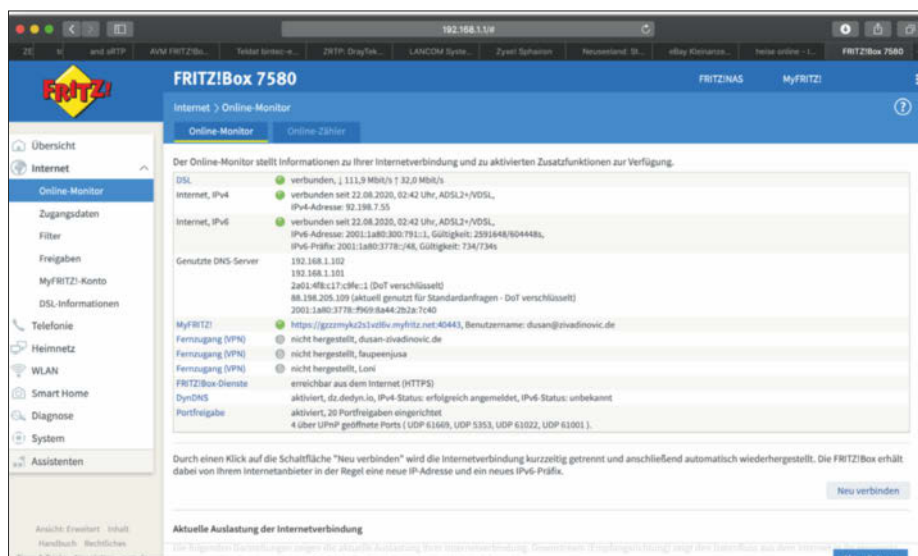 192.168.1.1/#
and sRTP
AVM FRITZ!Bo...
Teldat bintec-e...
ZRTP: DrayTek...
LANCOM Syste...
Zyxel Sphairon
Neuseeland: St...
eBay Kleinanze...
heise online - I...
FRITZ!Box 7580
FRITZ!
FRITZ!Box 7580
FRITZ!NAS MyFRITZ!
Internet > Online-Monitor
Online-Monitor Online-Zähler
Übersicht
Internet
Online-Monitor
Zugangsdaten
Filter
Freigaben
MyFRITZ!-Konto
DSL-Informationen
Telefonie
Heimnetz
WLAN
Smart Home
Diagnose
System
Assistenten
Ansicht: Erweitert Inhalt
Handbuch Rechtliches
Der Online-Monitor stellt Informationen zu Ihrer Internetverbindung und zu aktivierten Zusatzfunktionen zur Verfügung.
DSL verbunden, ↓ 111,9 Mbit/s ↑ 32,0 Mbit/s
Internet, IPv4 verbunden seit 22.08.2020, 02:42 Uhr, ADSL2+/VDSL,
IPv4-Adresse: 92.198.7.55
Internet, IPv6 verbunden seit 22.08.2020, 02:42 Uhr, ADSL2+/VDSL,
IPv6-Adresse: 2001:1a80:300:791::1, Gültigkeit: 2591648/604448s,
IPv6-Präfix: 2001:1a80:3778::/48, Gültigkeit: 734/734s
Genutzte DNS-Server 192.168.1.102
192.168.1.101
2a01:4f8:c17:c9fe::1 (DoT verschlüsselt)
88.198.205.109 (aktuell genutzt für Standardanfragen - DoT verschlüsselt)
2001:1a80:3778:f969:8a44:2b2a:7c40
MyFRITZ! https://gzzzmykz2s1vzl6v.myfritz.net:40443, Benutzername: dusan@zivadinovic.de
Fernzugang (VPN) nicht hergestellt, dusan-zivadinovic.de
Fernzugang (VPN) nicht hergestellt, faupeenjusa
Fernzugang (VPN) nicht hergestellt, Loni
FRITZ!Box-Dienste erreichbar aus dem Internet (HTTPS)
DynDNS aktiviert, dz.dedyn.io, IPv4-Status: erfolgreich angemeldet, IPv6-Status: unbekannt
Portfreigabe aktiviert, 20 Portfreigaben eingerichtet
4 über UPnP geöffnete Ports ( UDP 61669, UDP 5353, UDP 61022, UDP 61001 ).
Durch einen Klick auf die Schaltfläche "Neu verbinden" wird die Internetverbindung kurzzeitig getrennt und anschließend automatisch wiederhergestellt. Die FRITZ!Box erhält
dabei von Ihrem Internetanbieter in der Regel eine neue IP-Adresse und ein neues IPv6-Präfix.
Neu verbinden
Aktuelle Auslastung der Internetverbindung